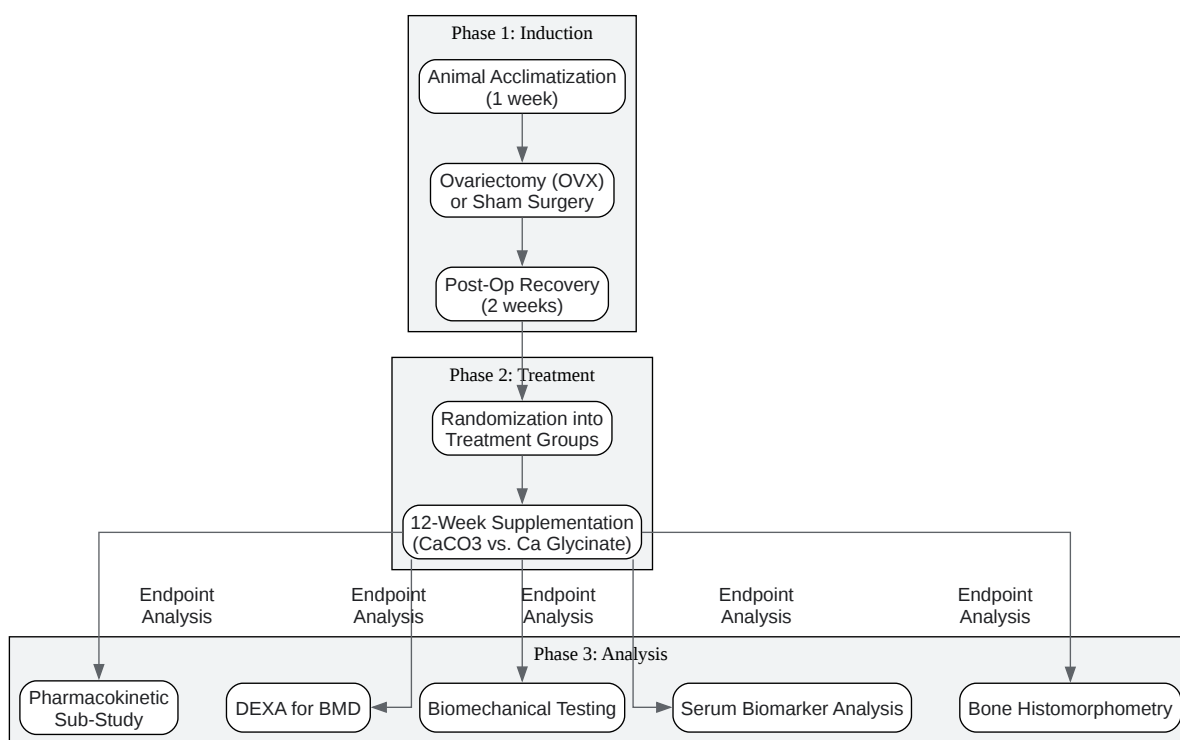 Phase 1: Induction
Animal Acclimatization
(1 week)
Ovariectomy (OVX)
or Sham Surgery
Post-Op Recovery
(2 weeks)
Phase 2: Treatment
Randomization into
Treatment Groups
12-Week Supplementation
(CaCO3 vs. Ca Glycinate)
Endpoint
Analysis
Endpoint
Analysis
Endpoint
Analysis
Endpoint
Analysis
Endpoint
Analysis
Phase 3: Analysis
Pharmacokinetic
Sub-Study
DEXA for BMD
Biomechanical Testing
Serum Biomarker Analysis
Bone Histomorphometry